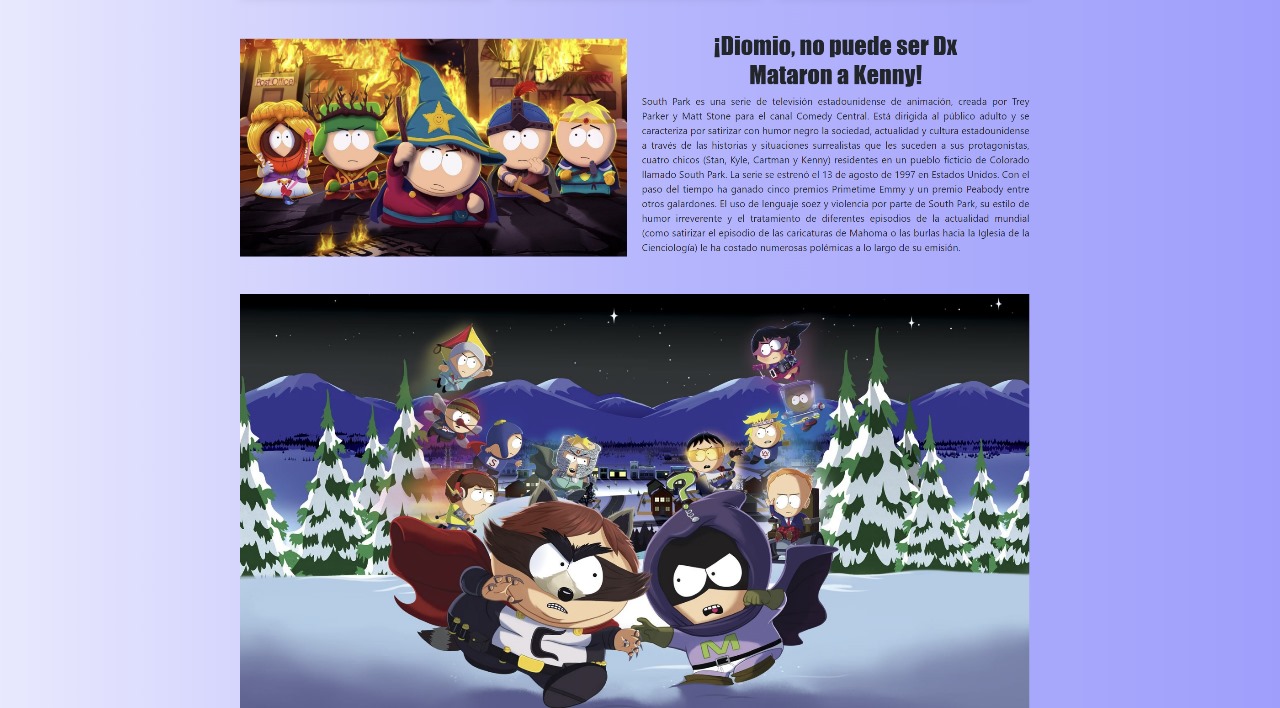 ¡Diomio, no puede ser Dx
Mataron a Kenny!
South Park es una serie de televisión estadounidense de animación, creada por Trey
Parker y Matt Stone para el canal Comedy Central. Está dirigida al público adulto y se
caracteriza por satirizar con humor negro la sociedad, actualidad y cultura estadounidense
a través de las historias y situaciones surrealistas que les suceden a sus protagonistas,
cuatro chicos (Stan, Kyle, Cartman y Kenny) residentes en un pueblo ficticio de Colorado
llamado South Park. La serie se estrenó el 13 de agosto de 1997 en Estados Unidos. Con el
paso del tiempo ha ganado cinco premios Primetime Emmy y un premio Peabody entre
otros galardones. El uso de lenguaje soez y violencia por parte de South Park, su estilo de
humor irreverente y el tratamiento de diferentes episodios de la actualidad mundial
(como satirizar el episodio de las caricaturas de Mahoma o las burlas hacia la Iglesia de la
Cienciología) le ha costado numerosas polémicas a lo largo de su emisión.
Post Office
S
?
C
M